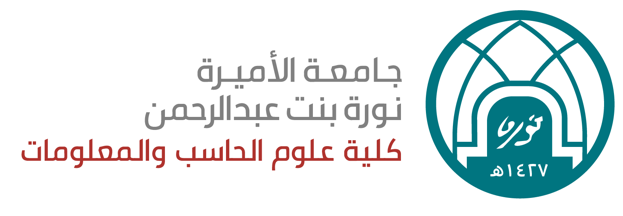 جامعة الأميرة
نورة بنت عبدالرحمن
كلية علوم الحاسب والمعلومات
نورة
١٤٢٧هـ